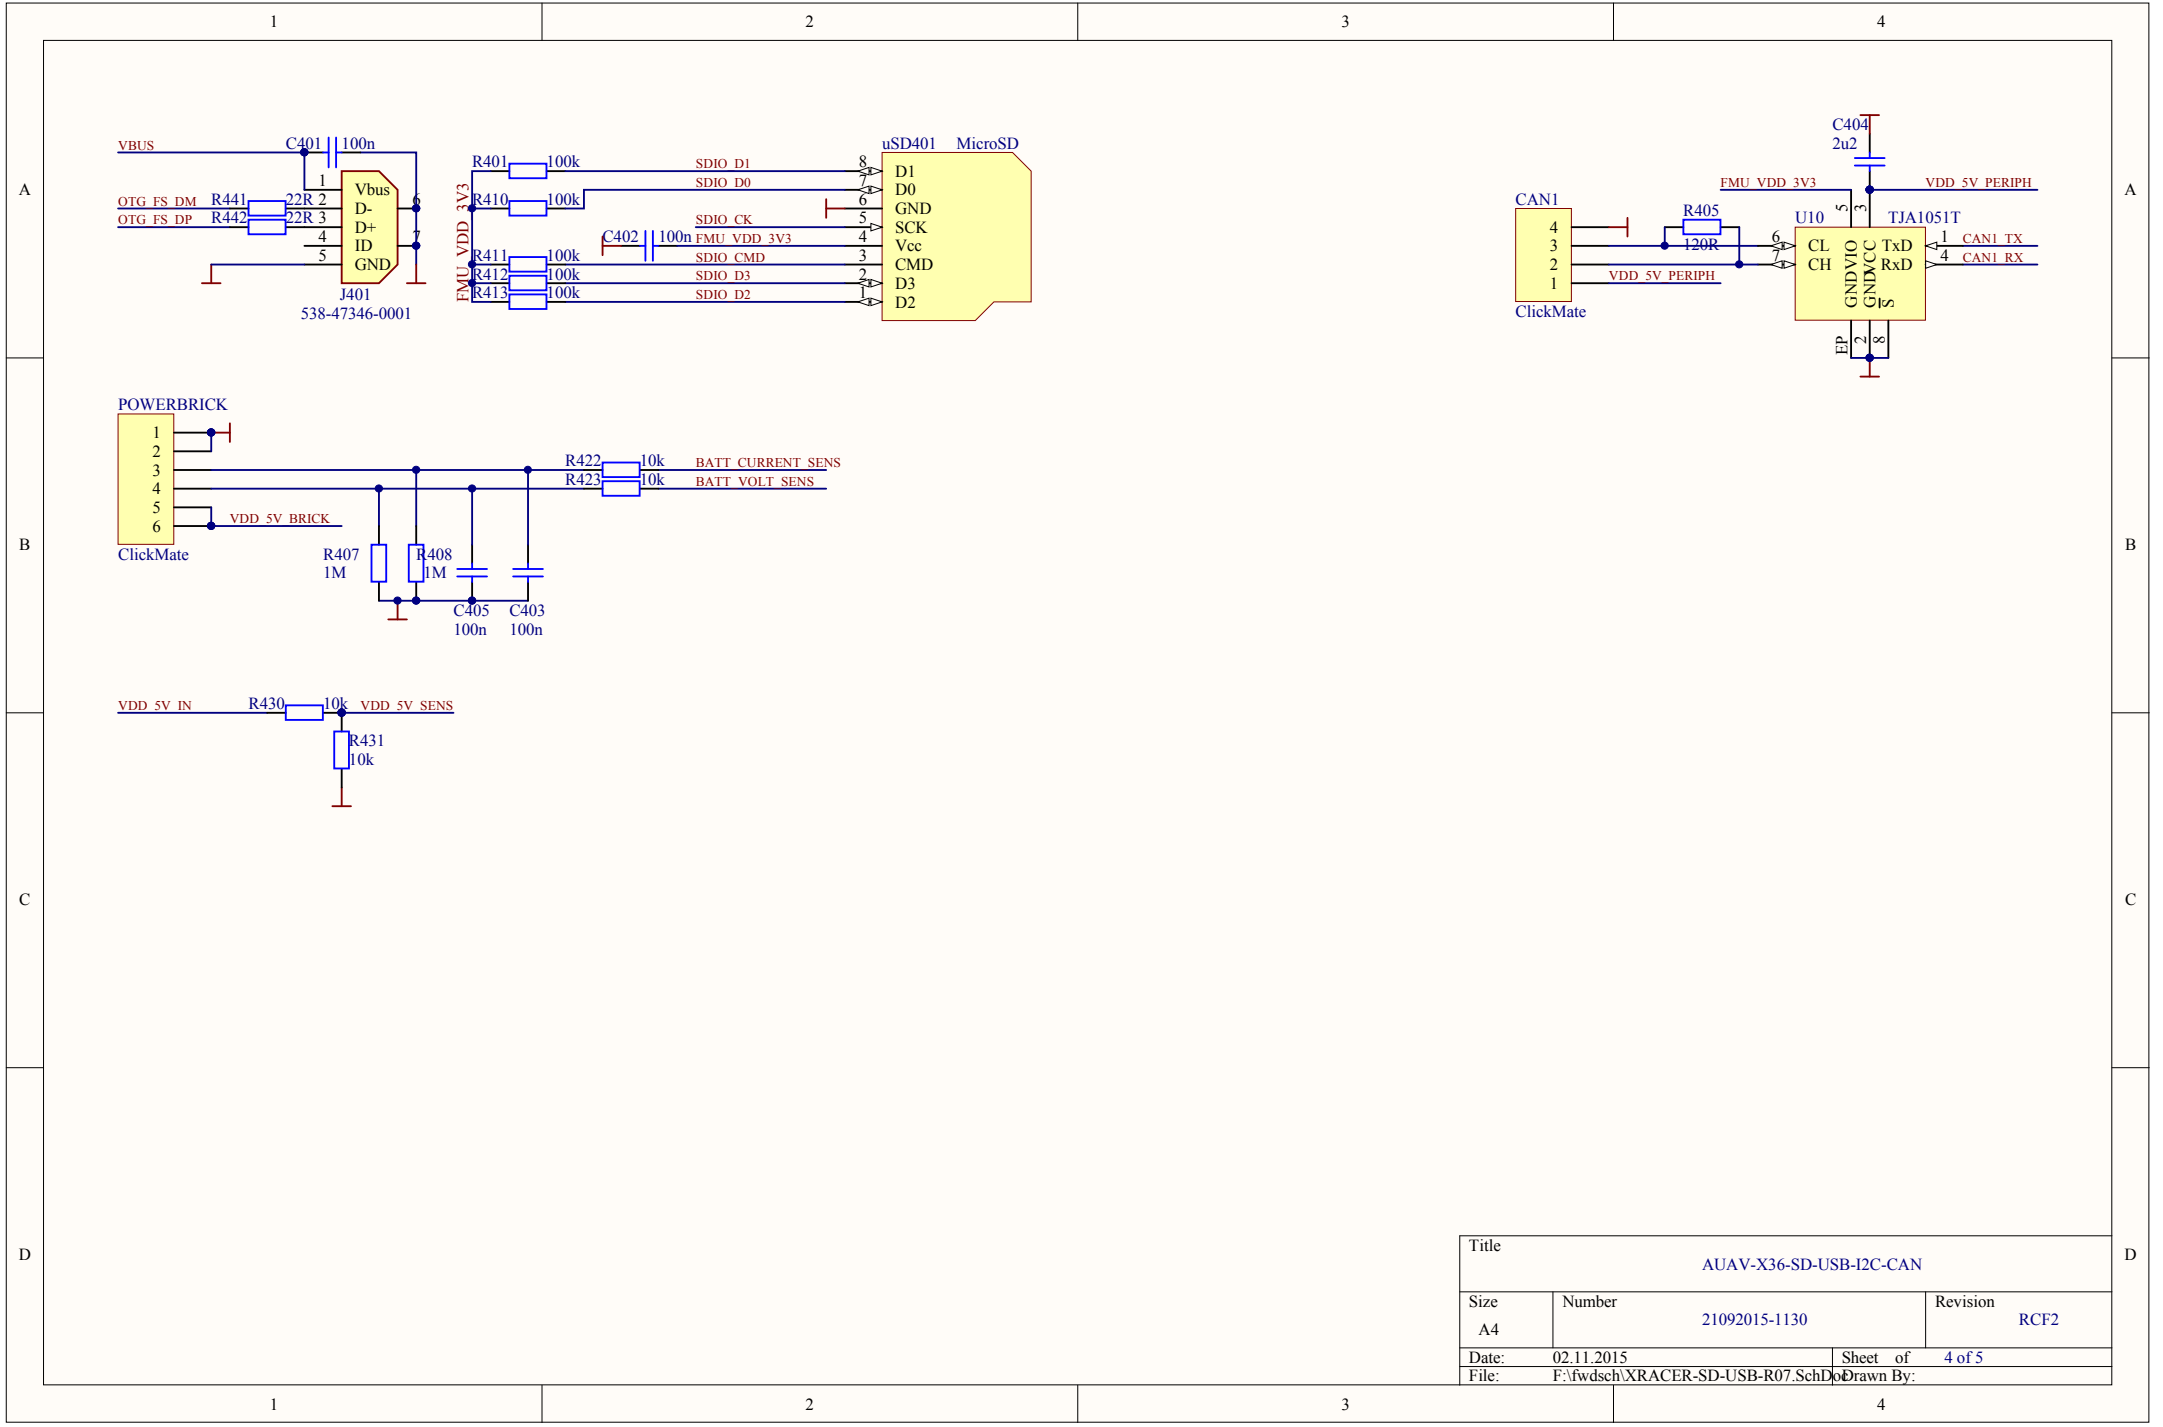 1 2 3 4
A A
B B
C C
D D
1 2 3 4
VBUS
C401 100n
OTG_FS_DM R441 22R
OTG_FS_DP R442 22R
1 Vbus
2 D- 6
3 D+
4 ID 7
5 GND
J401
538-47346-0001
FMU_VDD_3V3
R401 100k SDIO_D1
R410 100k SDIO_D0
SDIO_CK
C402 100n FMU_VDD_3V3
R411 100k SDIO_CMD
R412 100k SDIO_D3
R413 100k SDIO_D2
uSD401 MicroSD
8 D1
7 D0
6 GND
5 SCK
4 Vcc
3 CMD
2 D3
1 D2
CAN1
4
3
2
1
ClickMate
VDD_5V_PERIPH
R405
120R
C404
2u2
FMU_VDD_3V3 VDD_5V_PERIPH
5 3
U10 TJA1051T
6 CL TxD 1 CAN1_TX
7 CH RxD 4 CAN1_RX
VIO VCC
GND GND S
EP 2 8
POWERBRICK
1
2
3
4
5
6
ClickMate
VDD_5V_BRICK
R422 10k BATT_CURRENT_SENS
R423 10k BATT_VOLT_SENS
R407
1M
R408
1M
C405
100n
C403
100n
VDD_5V_IN R430 10k VDD_5V_SENS
R431
10k
Title
AUAV-X36-SD-USB-I2C-CAN
Size Number Revision
A4 21092015-1130 RCF2
Date: 02.11.2015 Sheet of 4 of 5
File: F:\fwdsch\XRACER-SD-USB-R07.SchDoc Drawn By: